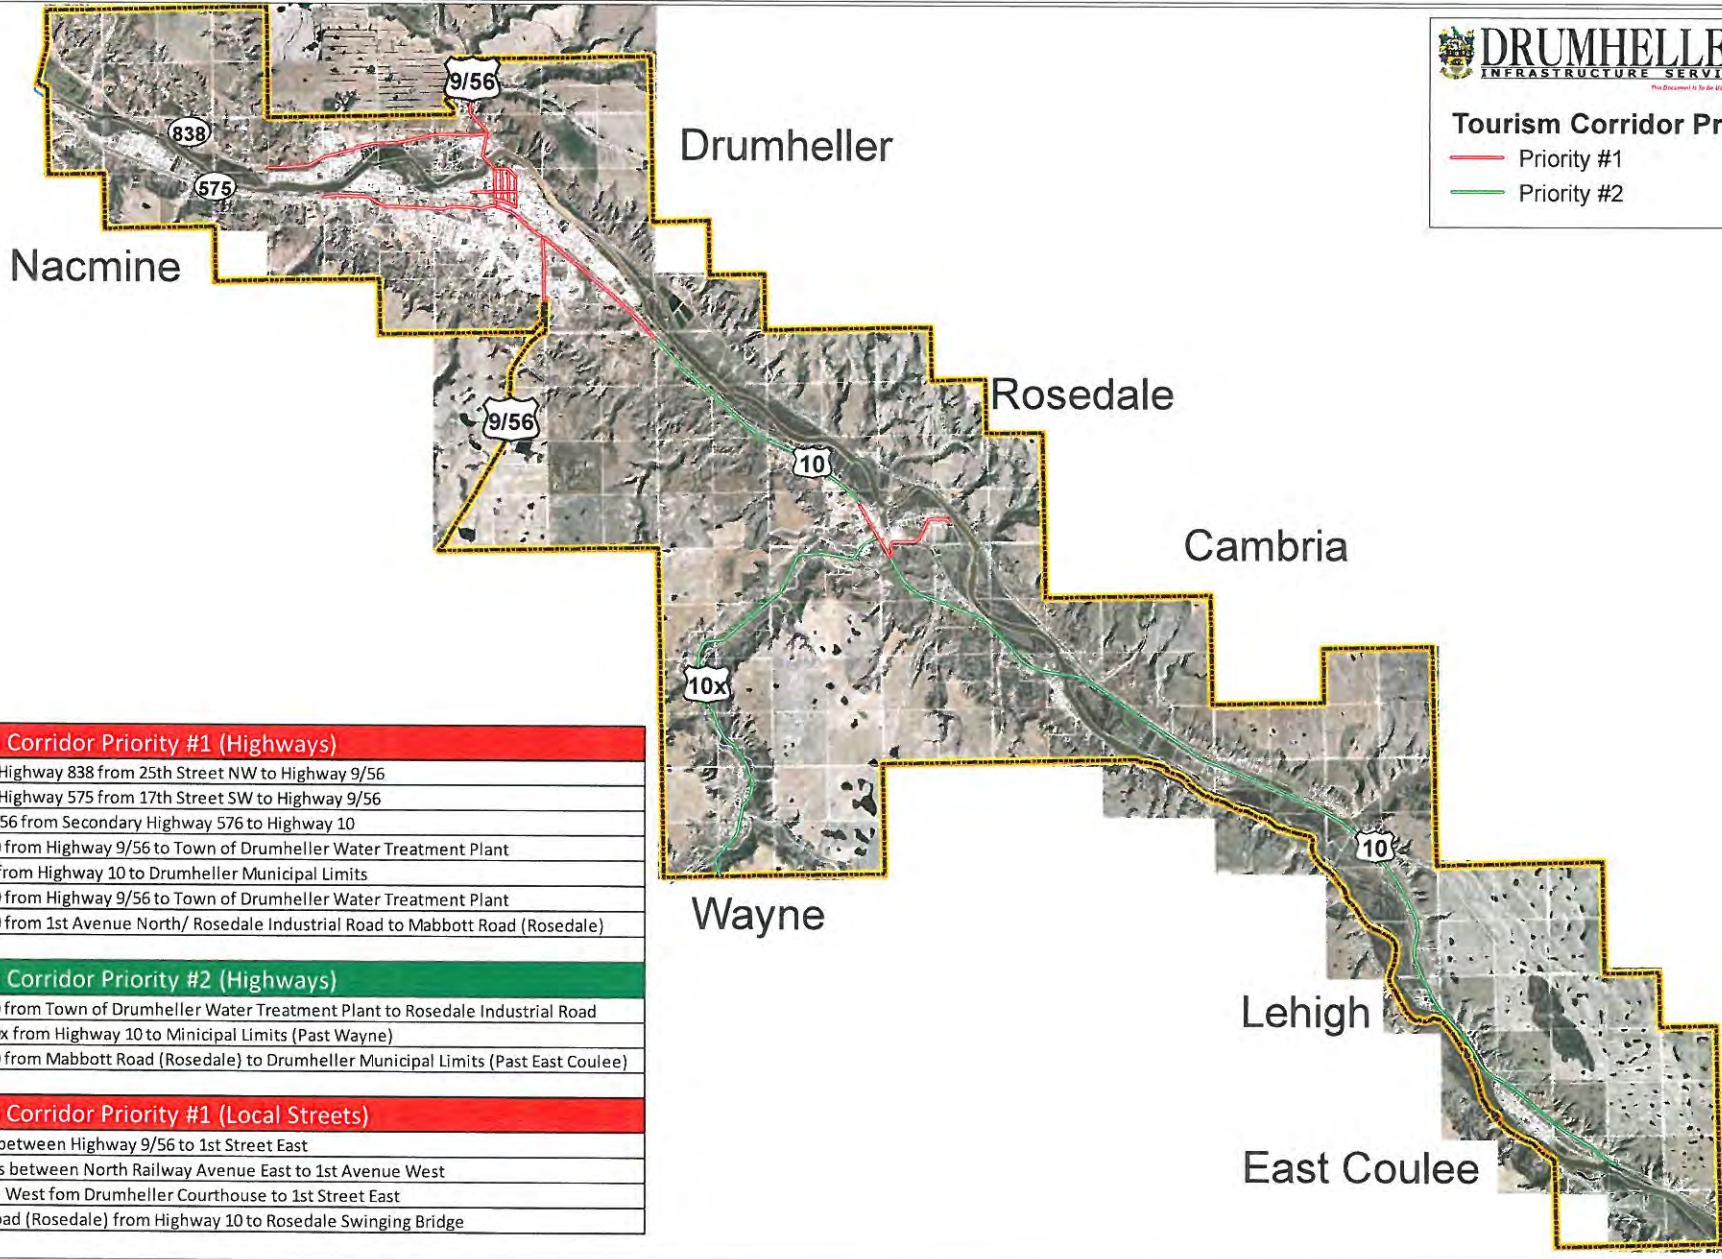 DRUMHELLE
INFRASTRUCTURE SERVI
Tourism Corridor Pr
Priority #1
Priority #2
9/56
838
575
Drumheller
Nacmine
9/56
Rosedale
10
Cambria
10x
Wayne
10
Lehigh
East Coulee
Corridor Priority #1 (Highways)
Highway 838 from 25th Street NW to Highway 9/56
Highway 575 from 17th Street SW to Highway 9/56
56 from Secondary Highway 576 to Highway 10
from Highway 9/56 to Town of Drumheller Water Treatment Plant
from Highway 10 to Drumheller Municipal Limits
from Highway 9/56 to Town of Drumheller Water Treatment Plant
from 1st Avenue North/ Rosedale Industrial Road to Mabbott Road (Rosedale)
Corridor Priority #2 (Highways)
from Town of Drumheller Water Treatment Plant to Rosedale Industrial Road
x from Highway 10 to Minicipal Limits (Past Wayne)
from Mabbott Road (Rosedale) to Drumheller Municipal Limits (Past East Coulee)
Corridor Priority #1 (Local Streets)
between Highway 9/56 to 1st Street East
s between North Railway Avenue East to 1st Avenue West
West fom Drumheller Courthouse to 1st Street East
oad (Rosedale) from Highway 10 to Rosedale Swinging Bridge